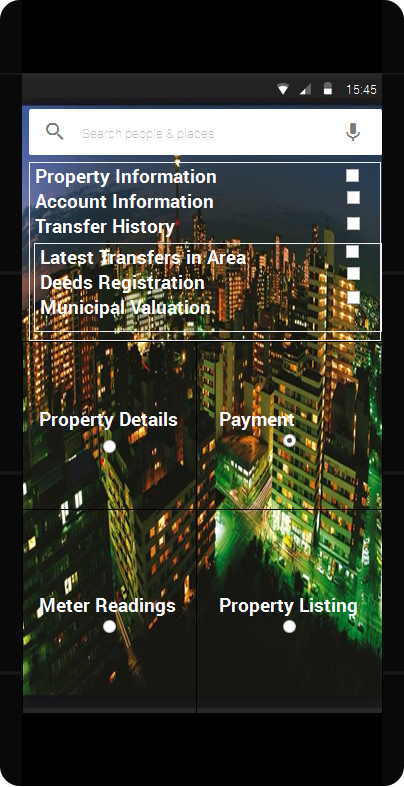 15:45
Search people & places
Property Information
Account Information
Transfer History
Latest Transfers in Area
Deeds Registration
Municipal Valuation
Property Details
Payment
Meter Readings
Property Listing